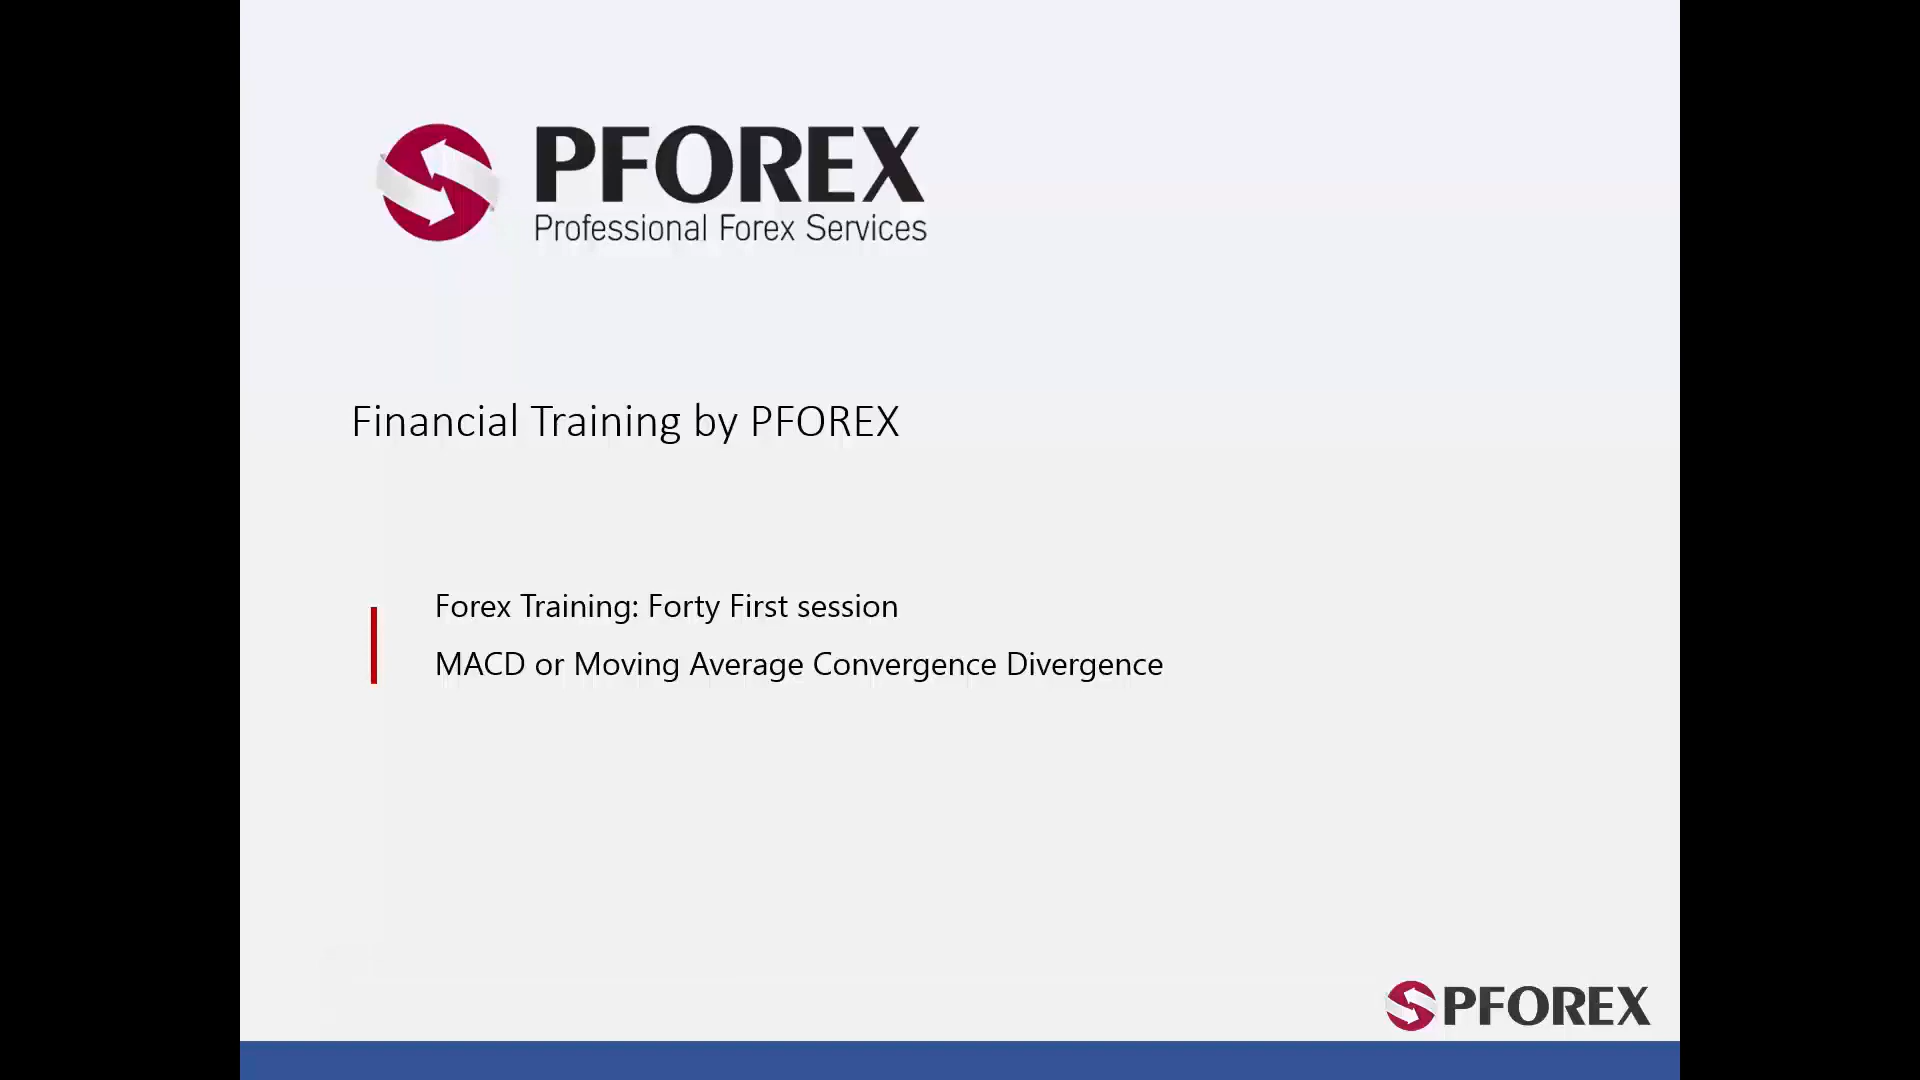 PFOREX
Professional Forex Services
Financial Training by PFOREX
Forex Training: Forty First session
MACD or Moving Average Convergence Divergence
PFOREX